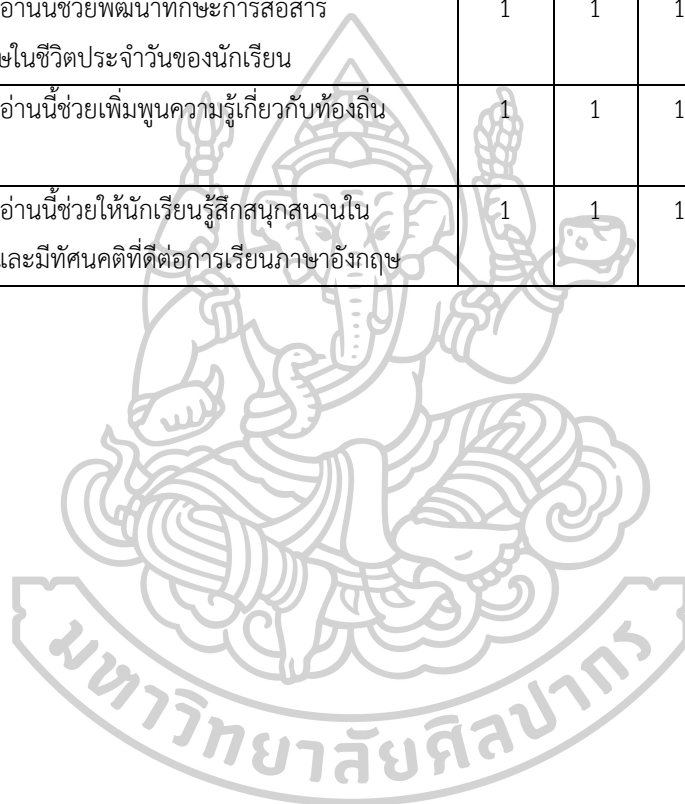 อ่านนี้ช่วยพัฒนาทักษะการสื่อสาร 1 1 1
ษในชีวิตประจำวันของนักเรียน
อ่านนี้ช่วยเพิ่มพูนความรู้เกี่ยวกับท้องถิ่น 1 1 1
อ่านนี้ช่วยให้นักเรียนรู้สึกสนุกสนานใน 1 1 1
และมีทัศนคติที่ดีต่อการเรียนภาษาอังกฤษ
มหาวิทยาลัยศิลปากร